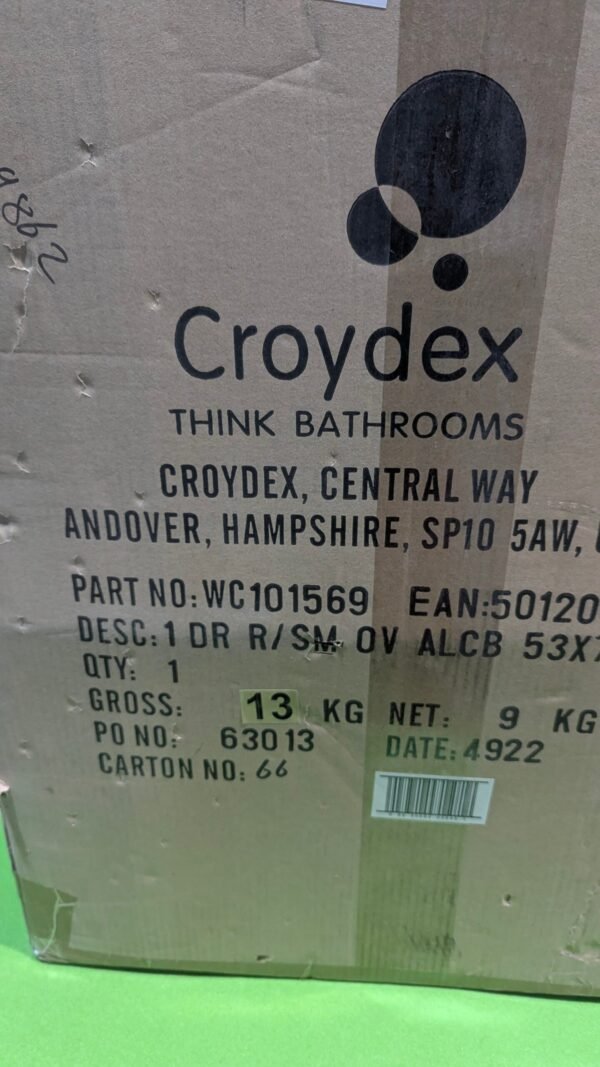 Croydex
THINK BATHROOMS
CROYDEX, CENTRAL WAY
ANDOVER, HAMPSHIRE, SP10 5AW,
PART NO: WC101569 EAN:50120
DESC: 1 DR R/SM OV ALCB 53X
QTY: 1
GROSS: 13 KG NET: 9 KG
PO NO: 63013 DATE: 4922
CARTON NO: 66